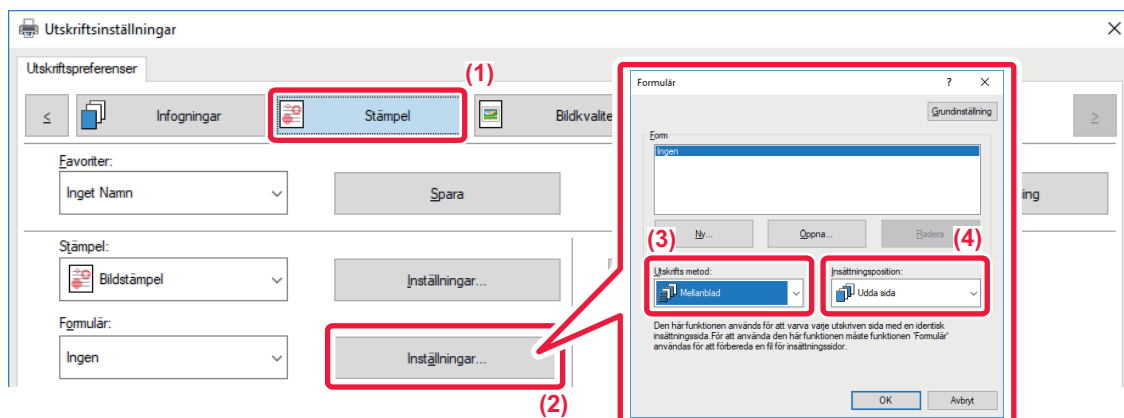 Utskriftsinställningar
Utskriftspreferenser
(1)
<
Infogningar
Stämpel
Bildkvalite
>
Favoriter:
Inget Namn
Spara
ing
Stämpel:
Bildstämpel
Inställningar...
Formulär:
Ingen
Inställningar...
(2)
Formulär
?
Grundinställning
Form
Ingen
Ny...
Öppna...
Radera
(3)
(4)
Utskrifts metod:
Insättningsposition:
Mellanblad
Udda sida
Den här funktionen används för att varva varje utskriven sida med en identisk
insättningssida.För att använda den här funktionen måste funktionen 'Formulär'
användas för att förbereda en fil för insättningssidor.
OK
Avbryt